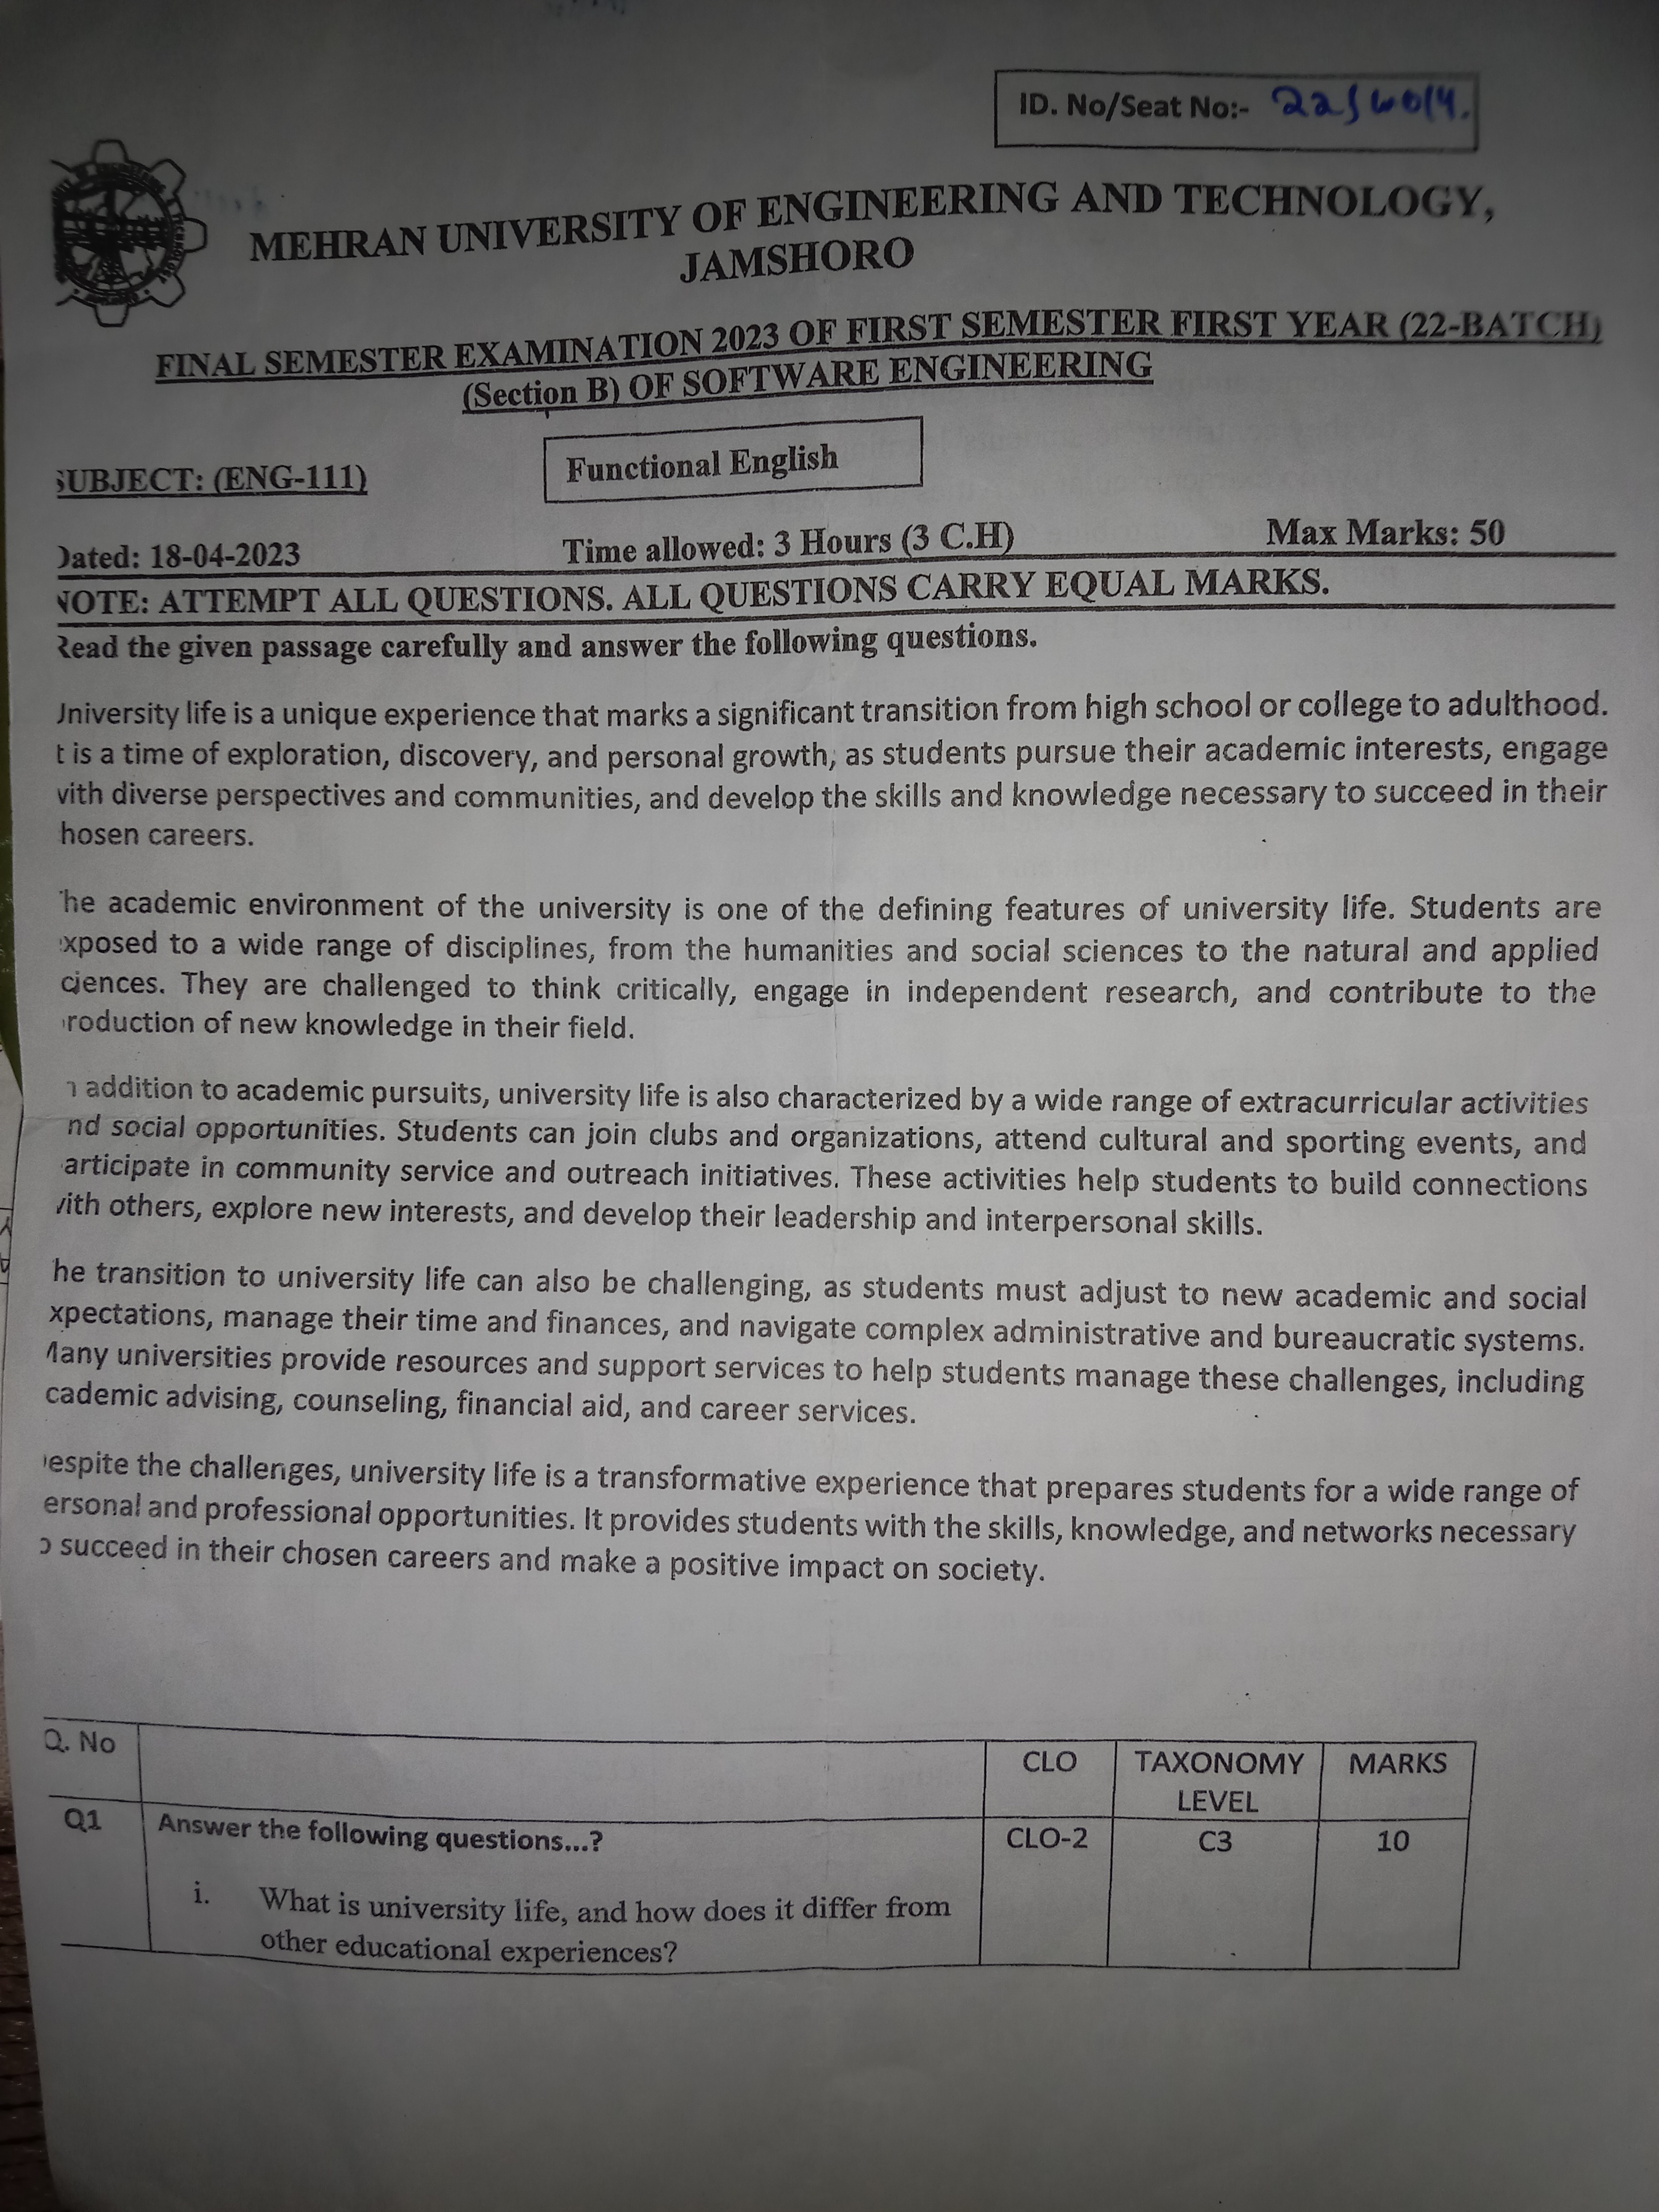 ID. No/Seat No:- 22SW014.
MEHRAN UNIVERSITY OF ENGINEERING AND TECHNOLOGY,
JAMSHORO
FINAL SEMESTER EXAMINATION 2023 OF FIRST SEMESTER FIRST YEAR (22-BATCH)
(Section B) OF SOFTWARE ENGINEERING
SUBJECT: (ENG-111) Functional English
Dated: 18-04-2023 Time allowed: 3 Hours (3 C.H) Max Marks: 50
NOTE: ATTEMPT ALL QUESTIONS. ALL QUESTIONS CARRY EQUAL MARKS.
Read the given passage carefully and answer the following questions.
University life is a unique experience that marks a significant transition from high school or college to adulthood.
t is a time of exploration, discovery, and personal growth, as students pursue their academic interests, engage
with diverse perspectives and communities, and develop the skills and knowledge necessary to succeed in their
hosen careers.
he academic environment of the university is one of the defining features of university life. Students are
xposed to a wide range of disciplines, from the humanities and social sciences to the natural and applied
ciences. They are challenged to think critically, engage in independent research, and contribute to the
roduction of new knowledge in their field.
n addition to academic pursuits, university life is also characterized by a wide range of extracurricular activities
nd social opportunities. Students can join clubs and organizations, attend cultural and sporting events, and
articipate in community service and outreach initiatives. These activities help students to build connections
with others, explore new interests, and develop their leadership and interpersonal skills.
he transition to university life can also be challenging, as students must adjust to new academic and social
xpectations, manage their time and finances, and navigate complex administrative and bureaucratic systems.
Many universities provide resources and support services to help students manage these challenges, including
cademic advising, counseling, financial aid, and career services.
espite the challenges, university life is a transformative experience that prepares students for a wide range of
ersonal and professional opportunities. It provides students with the skills, knowledge, and networks necessary
o succeed in their chosen careers and make a positive impact on society.
Q. No CLO TAXONOMY LEVEL MARKS
Q1 Answer the following questions...? CLO-2 C3 10
i. What is university life, and how does it differ from
other educational experiences?